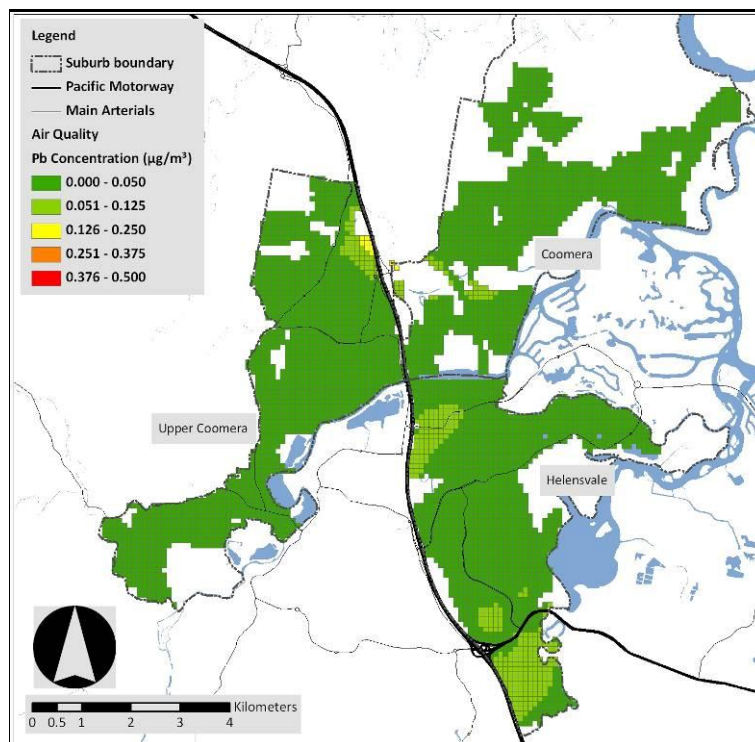 Legend
Suburb boundary
Pacific Motorway
Main Arterials
Air Quality
Pb Concentration (µg/m³)
0.000 - 0.050
0.051 - 0.125
0.126 - 0.250
0.251 - 0.375
0.376 - 0.500
Coomera
Upper Coomera
Helensvale
Kilometers
0 0.5 1 2 3 4